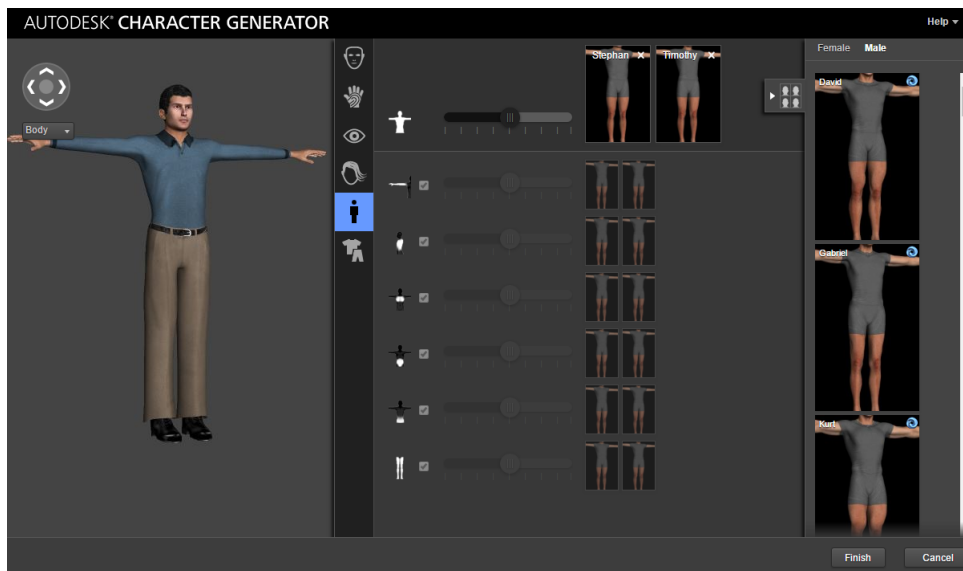 AUTODESK® CHARACTER GENERATOR
Help
Body
Stephan
Timothy
Female Male
David
Gabriel
Kurt
Finish
Cancel